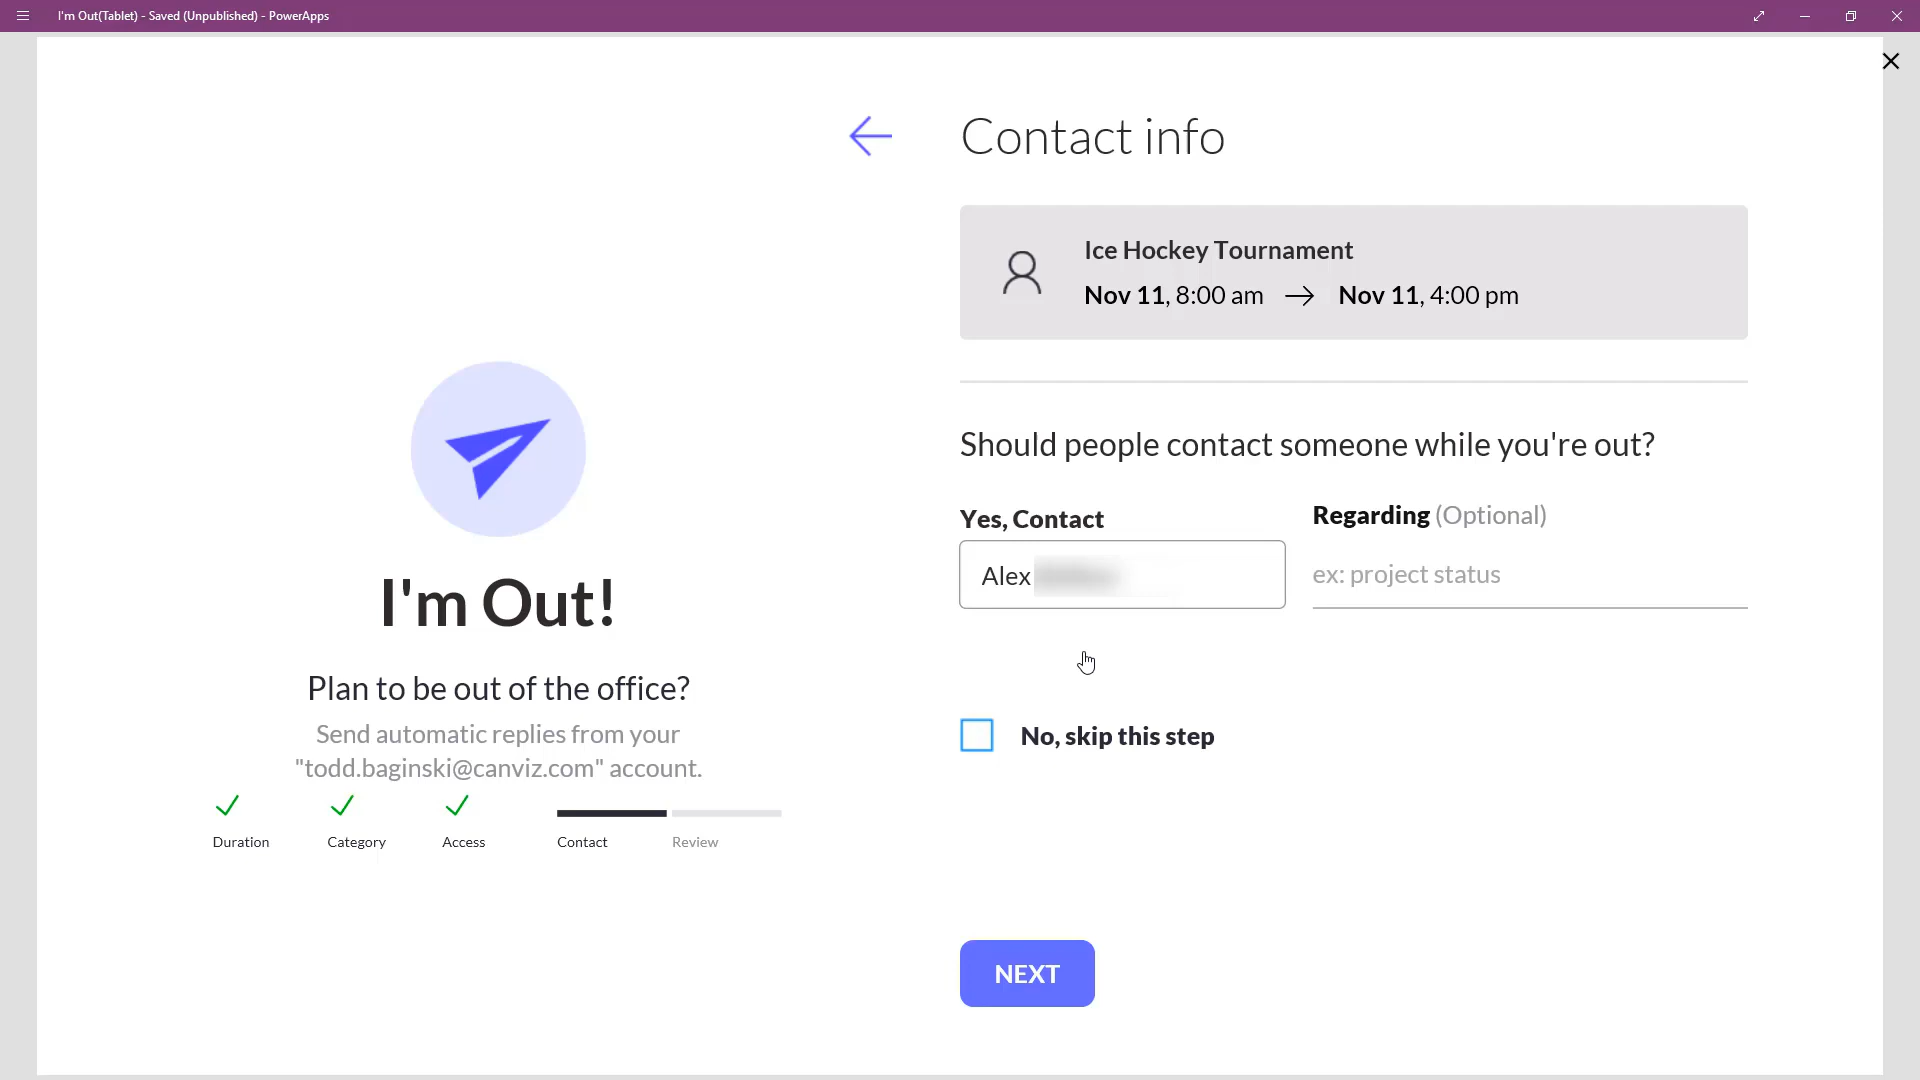 I'm Out(Tablet) - Saved (Unpublished) - PowerApps
Contact info
Ice Hockey Tournament
Nov 11, 8:00 am
Nov 11, 4:00 pm
Should people contact someone while you're out?
Yes, Contact
Regarding (Optional)
Alex
ex: project status
No, skip this step
NEXT
I'm Out!
Plan to be out of the office?
Send automatic replies from your
"todd.baginski@canviz.com" account.
Duration
Category
Access
Contact
Review